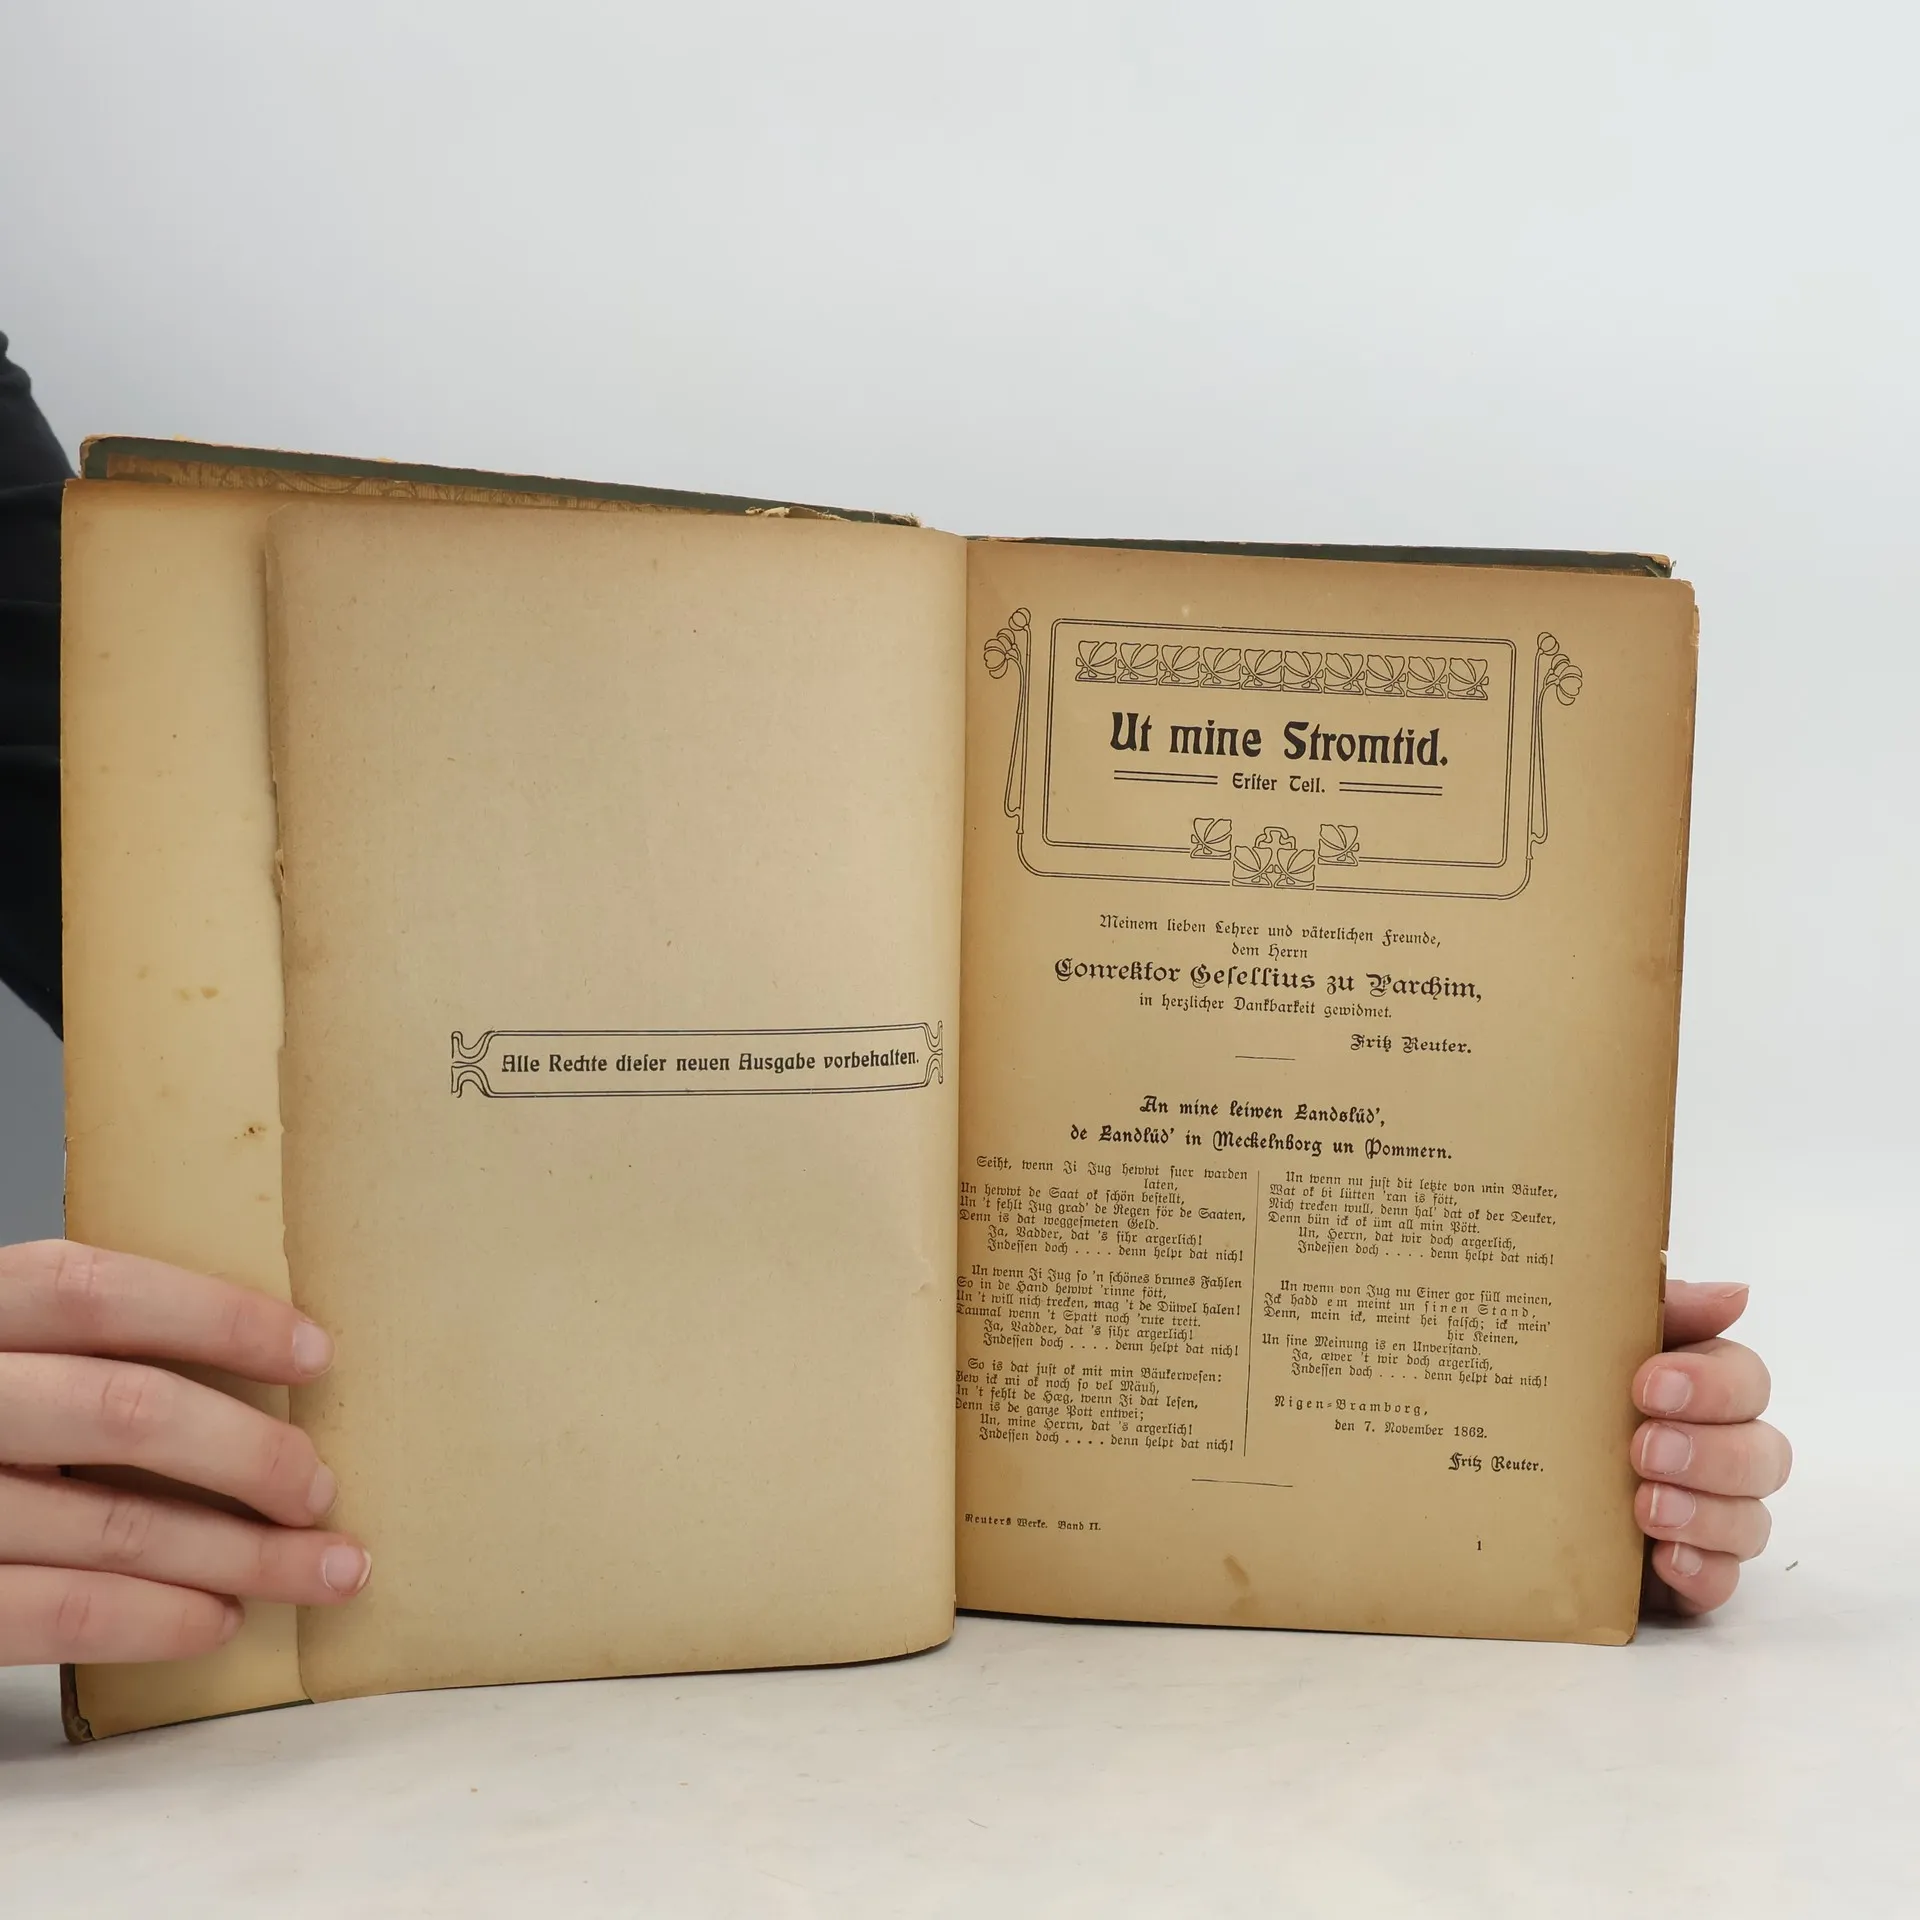 Alle Rechte dieser neuen Ausgabe vorbehalten.
Ut mine Stromtid.
Erster Teil.
Meinem lieben Lehrer und väterlichen Freunde,
dem Herrn
Conrektor Gesellius zu Parchim,
in herzlicher Dankbarkeit gewidmet.
Fritz Reuter.
An mine leiwen Landslüd',
de Landlüd' in Meckelnborg un Pommern.
Seiht, wenn Ji Jug hewwt suer warden
laten,
Un hewwt de Saat ok schön bestellt,
Un 't fehlt Jug grad' de Regen för de Saaten,
Denn is dat weggesmeten Geld.
Ja, Vadder, dat 's sihr argerlich!
Indessen doch . . . . denn helpt dat nich!
Un wenn Ji Jug so 'n schönes brunes Fahlen
So in de Hand hewwt 'rinne fött,
Un 't will nich trecken, mag 't de Düwel halen!
Taumal wenn 't Spatt noch 'rute trett.
Ja, Vadder, dat 's sihr argerlich!
Indessen doch . . . . denn helpt dat nich!
So is dat just ok mit min Bäukerwesen:
Gew ick mi ok noch so vel Mäuh,
Un 't fehlt de Hæg, wenn Ji dat lesen,
Denn is de ganze Pott entwei;
Un, mine Herrn, dat 's argerlich!
Indessen doch . . . . denn helpt dat nich!
Un wenn nu just dit letzte von min Bäuker,
Wat ok bi lütten 'ran is fött,
Nich trecken wull, denn hal' dat ok der Deuker,
Denn bün ick ok üm all min Pött.
Un, Herrn, dat wir doch argerlich,
Indessen doch . . . . denn helpt dat nich!
Un wenn von Jug nu Einer gor süll meinen,
Ick hadd em meint un sinen Stand,
Denn, mein ick, meint hei falsch; ick mein'
hir Keinen,
Un sine Meinung is en Unverstand.
Ja, æwer 't wir doch argerlich,
Indessen doch . . . . denn helpt dat nich!
Nigen-Bramborg,
den 7. November 1862.
Fritz Reuter.
Reuters Werke. Band II.
1